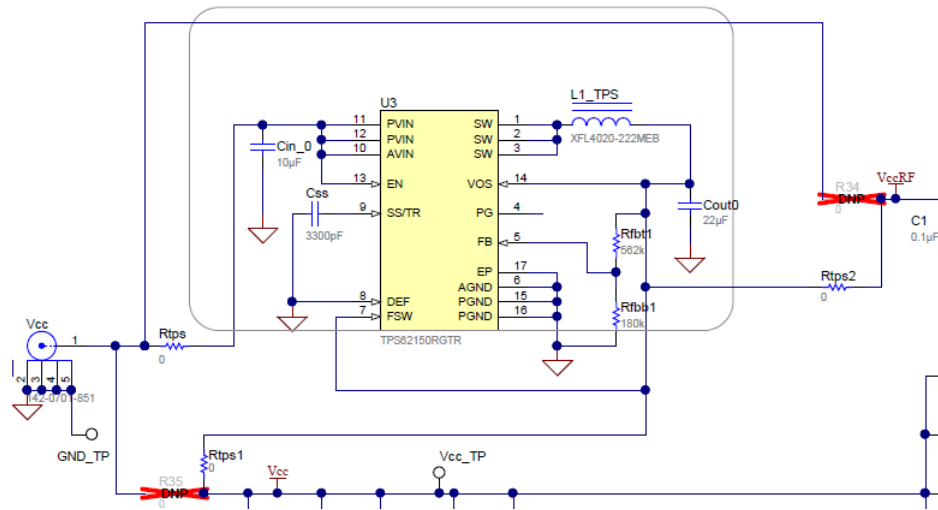 U3
L1_TPS
XFL4020-222MEB
11 PVIN SW 1
12 PVIN SW 2
10 AVIN SW 3
Cin_0
10µF
13 EN VOS 14
Css
3300pF
9 SS/TR PG 4
FB 5
Cout0
22µF
R34
DNP
0
VccRF
C1
0.1µF
Rfbt1
562k
EP 17
AGND 6
8 DEF PGND 15
7 FSW PGND 16
Rfbb1
180k
TPS62150RGTR
Rtps2
0
Vcc
1
Rtps
0
2 3 4 5
142-0701-851
GND_TP
Rtps1
0
R35
DNP
0
Vcc
Vcc_TP